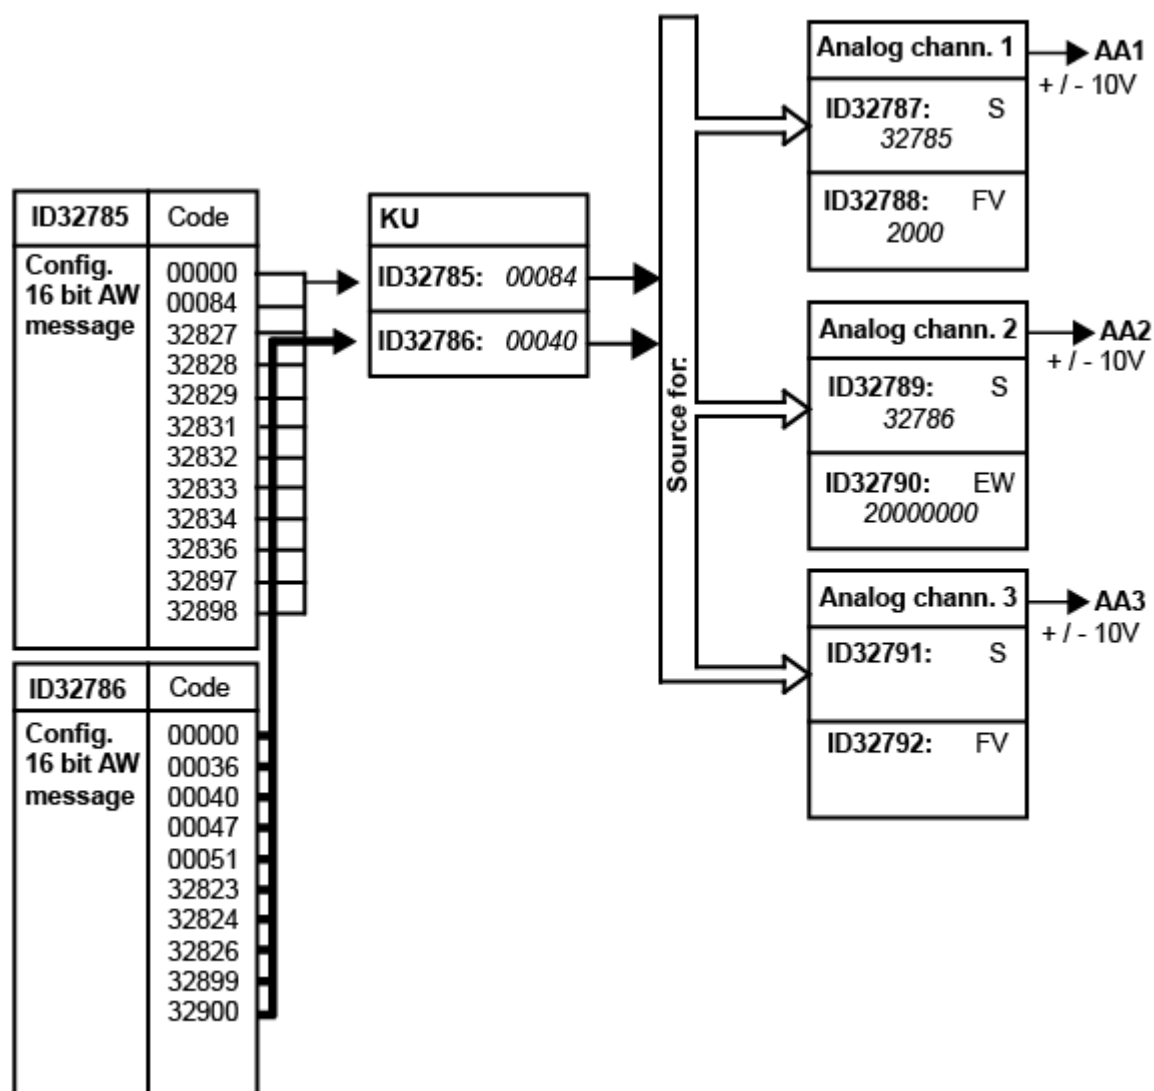 ID32785 Code
Config.
16 bit AW
message
00000
00084
32827
32828
32829
32831
32832
32833
32834
32836
32897
32898
ID32786 Code
Config.
16 bit AW
message
00000
00036
00040
00047
00051
32823
32824
32826
32899
32900
KU
ID32785: 00084
ID32786: 00040
Source for:
Analog chann. 1
AA1
+ / - 10V
ID32787: S
32785
ID32788: FV
2000
Analog chann. 2
AA2
+ / - 10V
ID32789: S
32786
ID32790: EW
20000000
Analog chann. 3
AA3
+ / - 10V
ID32791: S
ID32792: FV